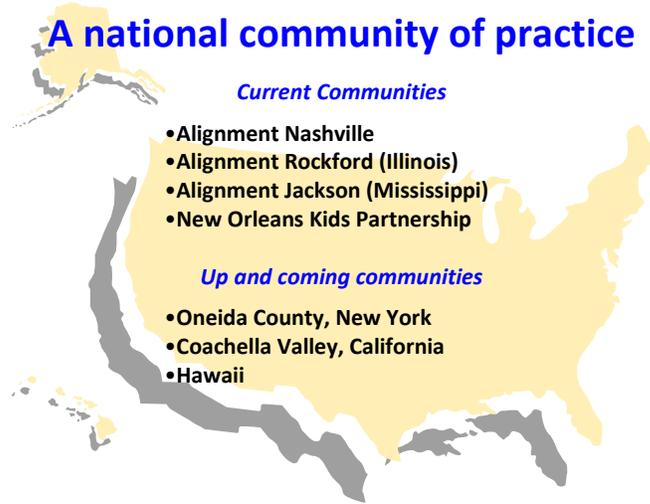 A national community of practice
Current Communities
•Alignment Nashville
•Alignment Rockford (Illinois)
•Alignment Jackson (Mississippi)
•New Orleans Kids Partnership
Up and coming communities
•Oneida County, New York
•Coachella Valley, California
•Hawaii